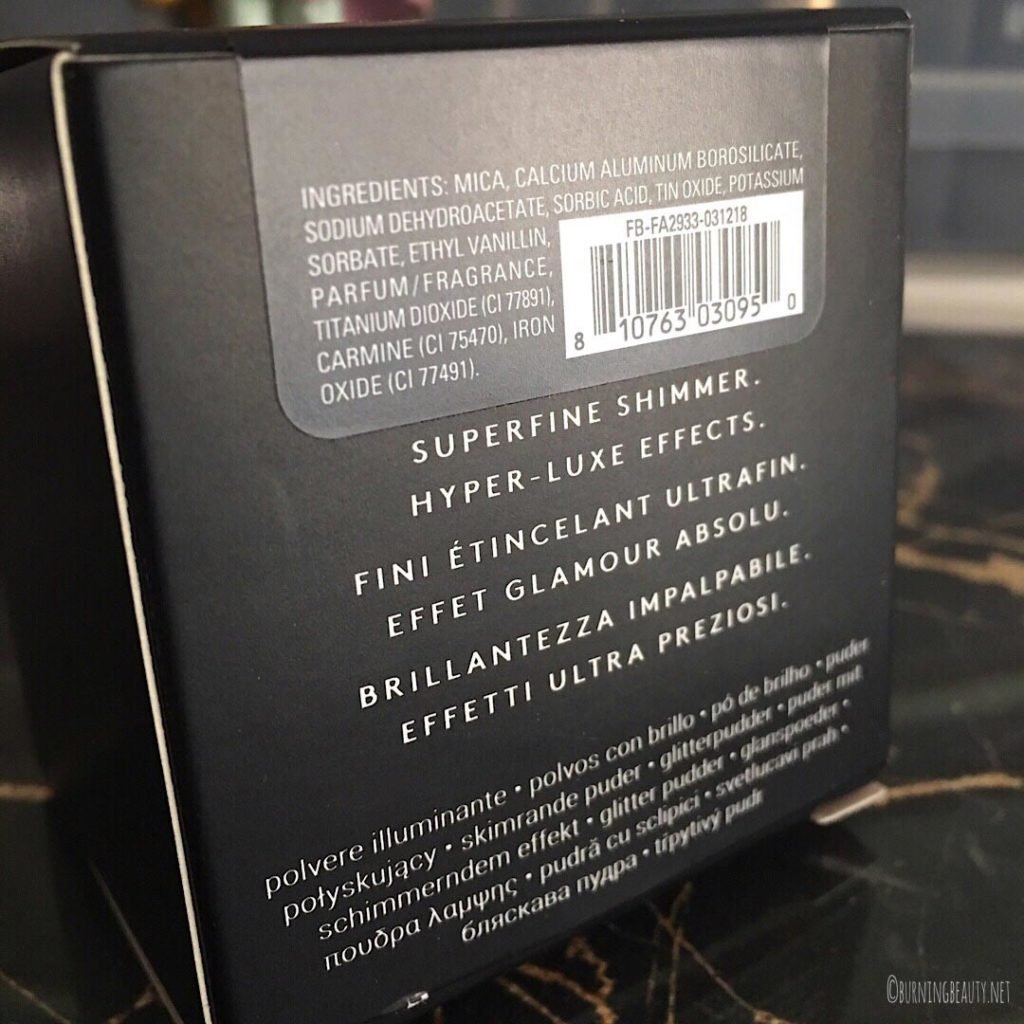 INGREDIENTS: MICA, CALCIUM ALUMINUM BOROSILICATE,
SODIUM DEHYDROACETATE, SORBIC ACID, TIN OXIDE, POTASSIUM
SORBATE, ETHYL VANILLIN,
PARFUM/FRAGRANCE,
TITANIUM DIOXIDE (CI 77891),
CARMINE (CI 75470), IRON
OXIDE (CI 77491).
FB-FA2933-031218
8 10763 03095 0
SUPERFINE SHIMMER.
HYPER-LUXE EFFECTS.
FINI ÉTINCELANT ULTRAFIN.
EFFET GLAMOUR ABSOLU.
BRILLANTEZZA IMPALPABILE.
EFFETTI ULTRA PREZIOSI.
polvere illuminante • polvos con brillo • pó de brilho • puder
połyskujący • skimrande puder • glitterpudder • puder mit
schimmerndem effekt • glitter pudder • glanspoeder •
πουδρα λαμψης • pudră cu sclipici • svetlucavi prah •
бляскава пудра • třpytivý pudr
©BURNINGBEAUTY.NET